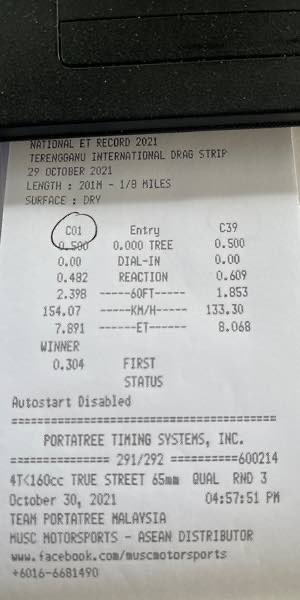 NATIONAL ET RECORD 2021
TERENGGANU INTERNATIONAL DRAG STRIP
29 OCTOBER 2021
LENGTH : 201M - 1/8 MILES
SURFACE : DRY
C01 Entry C39
0.500 0.000 TREE 0.500
0.00 DIAL-IN 0.00
0.482 REACTION 0.609
2.398 -----60FT----- 1.853
154.07 -----KM/H----- 133.30
7.891 ------ET------ 8.068
WINNER
0.304 FIRST
STATUS
Autostart Disabled
========================================
PORTATREE TIMING SYSTEMS, INC.
=============== 291/292 ==========600214
4T<160cc TRUE STREET 65mm QUAL RND 3
October 30, 2021 04:57:51 PM
TEAM PORTATREE MALAYSIA
MUSC MOTORSPORTS - ASEAN DISTRIBUTOR
www.facebook.com/muscmotorsports
+6016-6681490